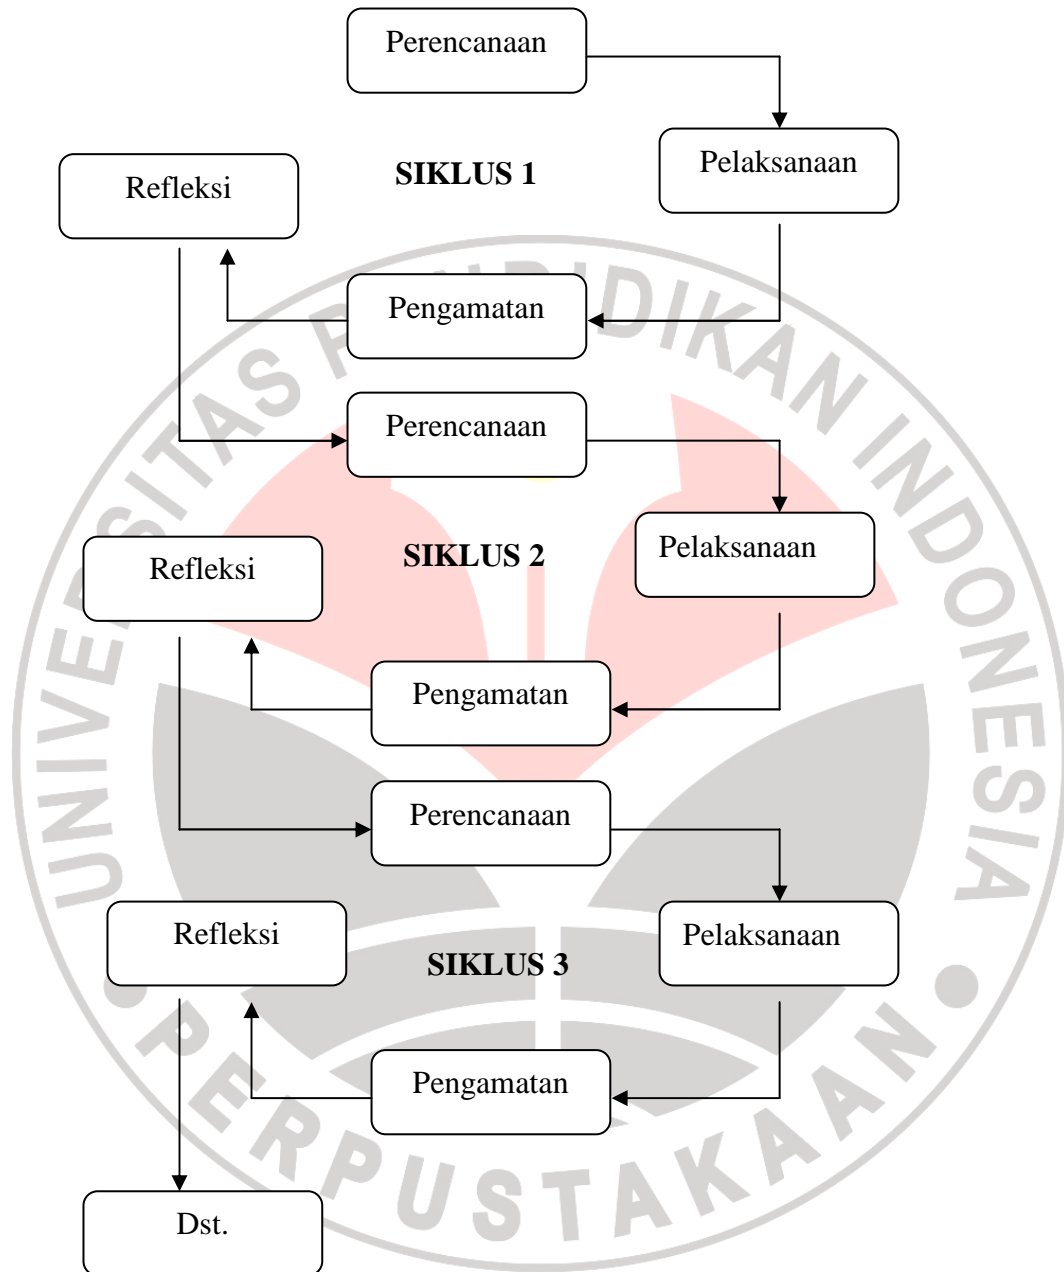 Perencanaan
Pelaksanaan
SIKLUS 1
Refleksi
Pengamatan
Perencanaan
Pelaksanaan
SIKLUS 2
Refleksi
Pengamatan
Perencanaan
Pelaksanaan
SIKLUS 3
Refleksi
Pengamatan
Dst.
UNIVERSITAS PENDIDIKAN INDONESIA
PERPUSTAKAAN